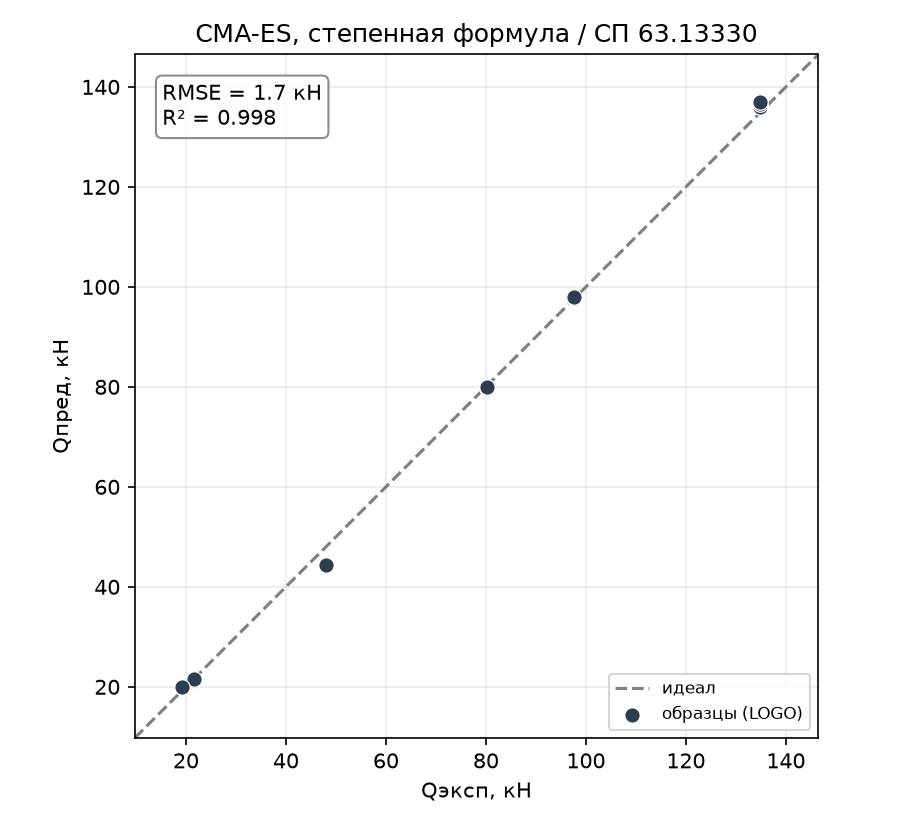 CMA-ES, степенная формула / СП 63.13330
RMSE = 1.7 кН
R² = 0.998
140
120
100
80
60
40
20
Qпред, кН
идеал
образцы (LOGO)
20 40 60 80 100 120 140
Qэксп, кН